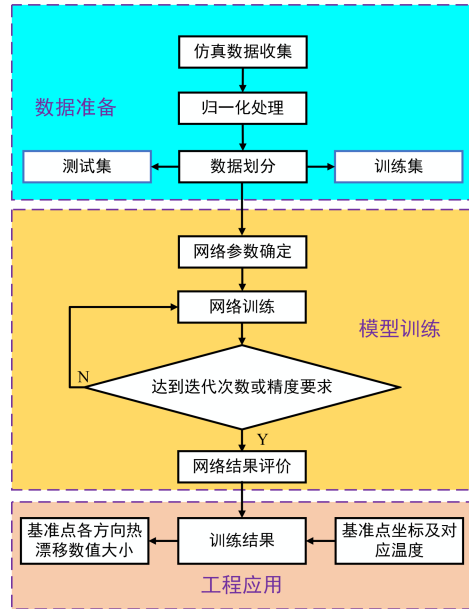 仿真数据收集
数据准备
归一化处理
测试集
数据划分
训练集
网络参数确定
网络训练
模型训练
N
达到迭代次数或精度要求
Y
网络结果评价
基准点各方向热
漂移数值大小
训练结果
基准点坐标及对
应温度
工程应用